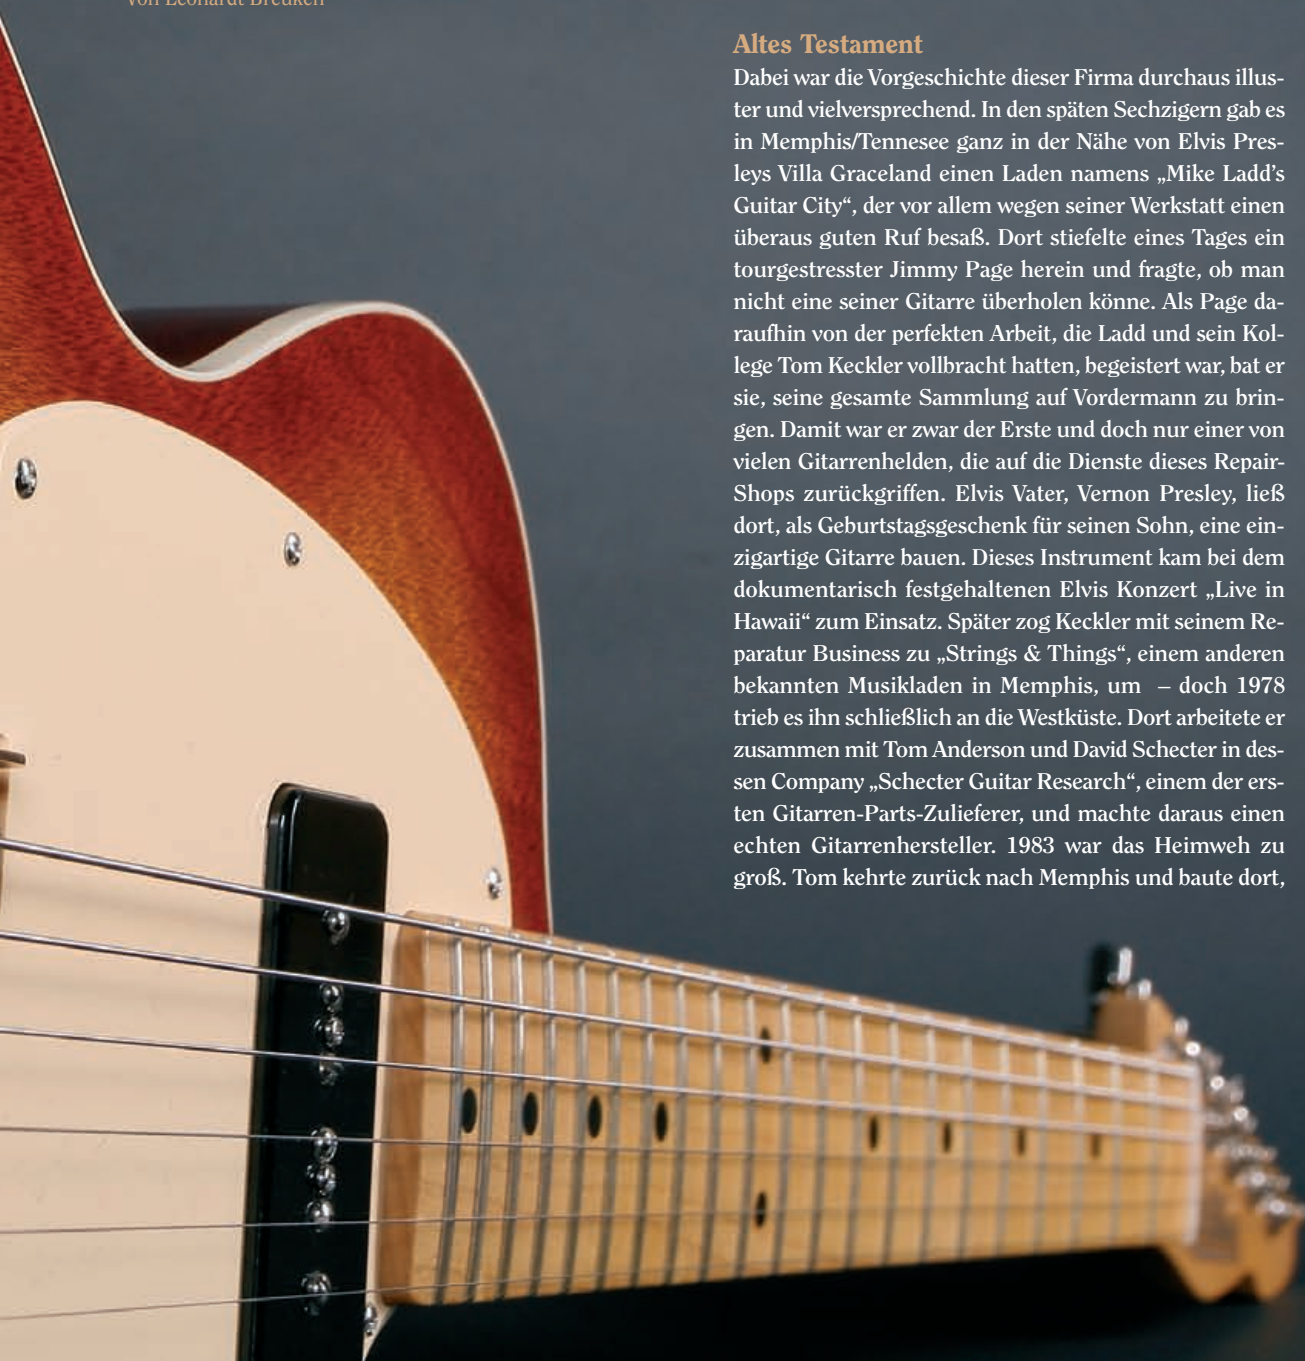 von Leonardt Breuken
Altes Testament
Dabei war die Vorgeschichte dieser Firma durchaus illus-
ter und vielversprechend. In den späten Sechzigern gab es
in Memphis/Tennesee ganz in der Nähe von Elvis Pres-
leys Villa Graceland einen Laden namens „Mike Ladd’s
Guitar City“, der vor allem wegen seiner Werkstatt einen
überaus guten Ruf besaß. Dort stiefelte eines Tages ein
tourgestresster Jimmy Page herein und fragte, ob man
nicht eine seiner Gitarre überholen könne. Als Page da-
raufhin von der perfekten Arbeit, die Ladd und sein Kol-
lege Tom Keckler vollbracht hatten, begeistert war, bat er
sie, seine gesamte Sammlung auf Vordermann zu brin-
gen. Damit war er zwar der Erste und doch nur einer von
vielen Gitarrenhelden, die auf die Dienste dieses Repair-
Shops zurückgriffen. Elvis Vater, Vernon Presley, ließ
dort, als Geburtstagsgeschenk für seinen Sohn, eine ein-
zigartige Gitarre bauen. Dieses Instrument kam bei dem
dokumentarisch festgehaltenen Elvis Konzert „Live in
Hawaii“ zum Einsatz. Später zog Keckler mit seinem Re-
paratur Business zu „Strings & Things“, einem anderen
bekannten Musikladen in Memphis, um – doch 1978
trieb es ihn schließlich an die Westküste. Dort arbeitete er
zusammen mit Tom Anderson und David Schecter in des-
sen Company „Schecter Guitar Research“, einem der ers-
ten Gitarren-Parts-Zulieferer, und machte daraus einen
echten Gitarrenhersteller. 1983 war das Heimweh zu
groß. Tom kehrte zurück nach Memphis und baute dort,